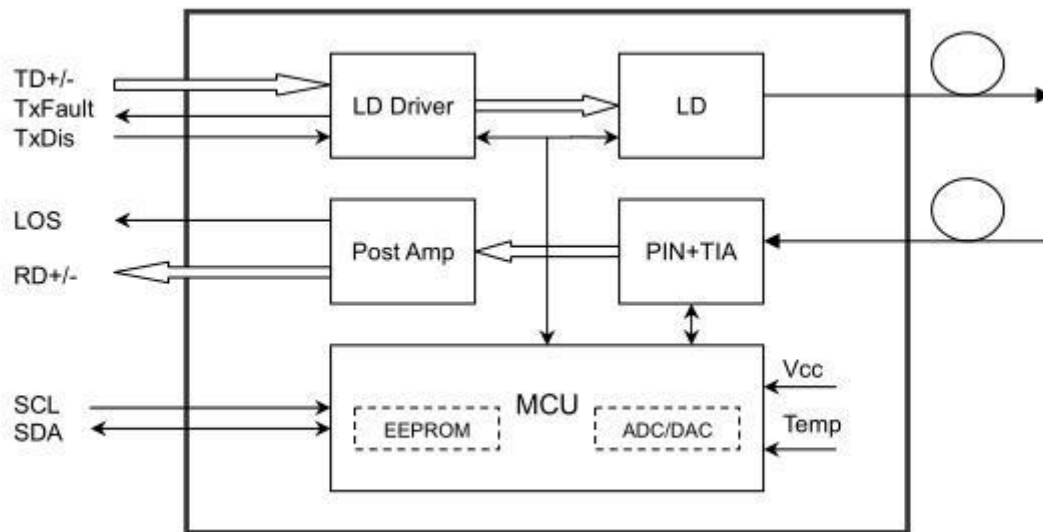 TD+/-
TxFault
TxDis
LD Driver
LD
LOS
RD+/-
Post Amp
PIN+TIA
SCL
SDA
MCU
EEPROM
ADC/DAC
Vcc
Temp